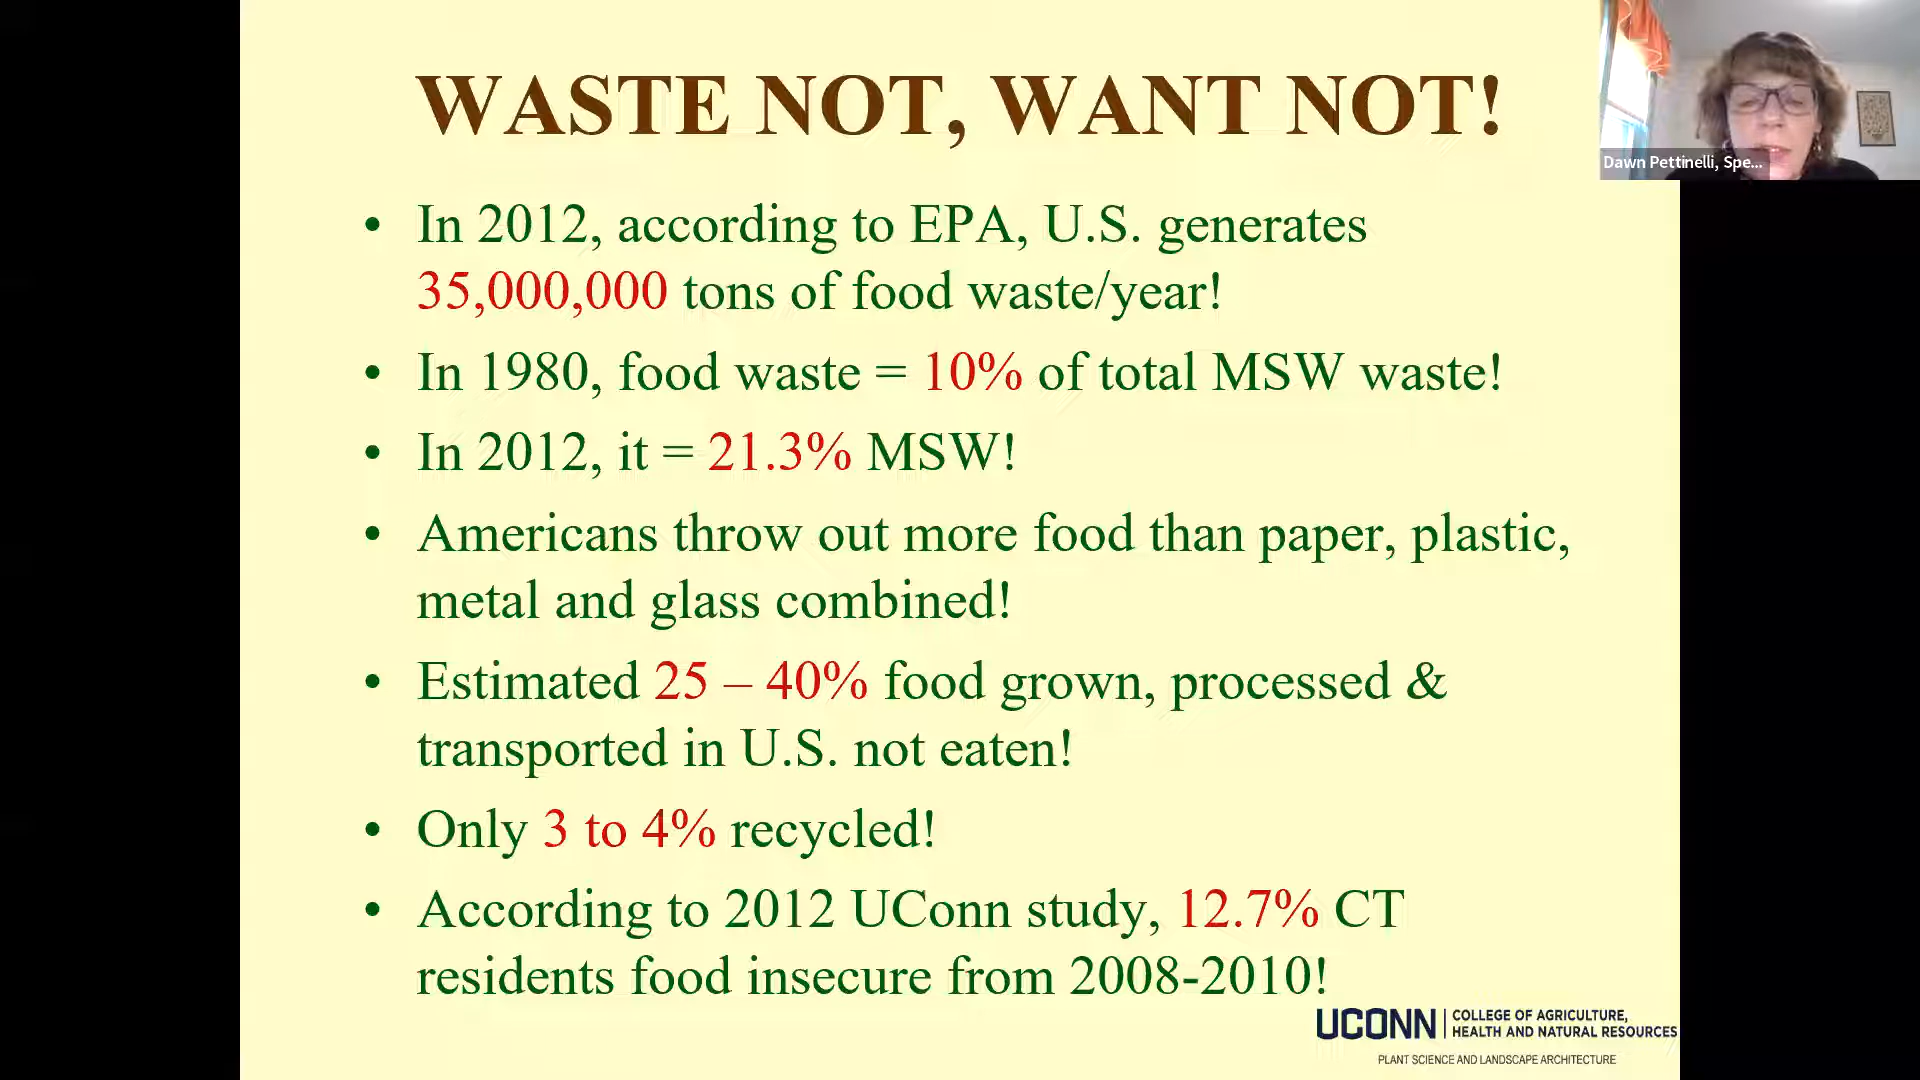 WASTE NOT, WANT NOT!
Dawn Pettinelli, Spe...
• In 2012, according to EPA, U.S. generates
35,000,000 tons of food waste/year!
• In 1980, food waste = 10% of total MSW waste!
• In 2012, it = 21.3% MSW!
• Americans throw out more food than paper, plastic,
metal and glass combined!
• Estimated 25 – 40% food grown, processed &
transported in U.S. not eaten!
• Only 3 to 4% recycled!
• According to 2012 UConn study, 12.7% CT
residents food insecure from 2008-2010!
UCONN | COLLEGE OF AGRICULTURE,
HEALTH AND NATURAL RESOURCES
PLANT SCIENCE AND LANDSCAPE ARCHITECTURE